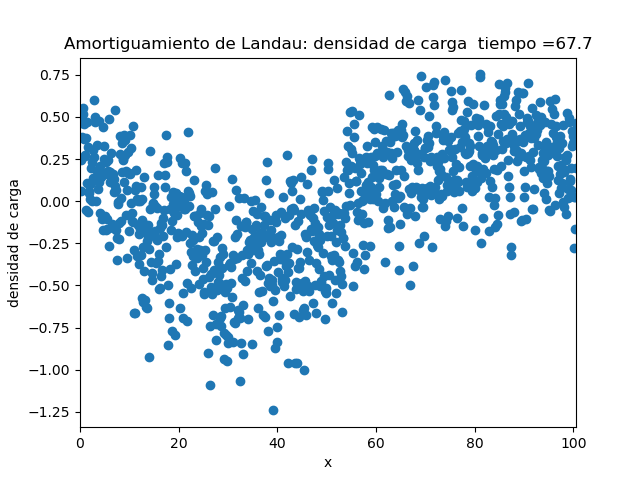 Amortiguamiento de Landau: densidad de carga  tiempo =67.7
0.75
0.50
0.25
0.00
−0.25
−0.50
−0.75
−1.00
−1.25
densidad de carga
0 20 40 60 80 100
x